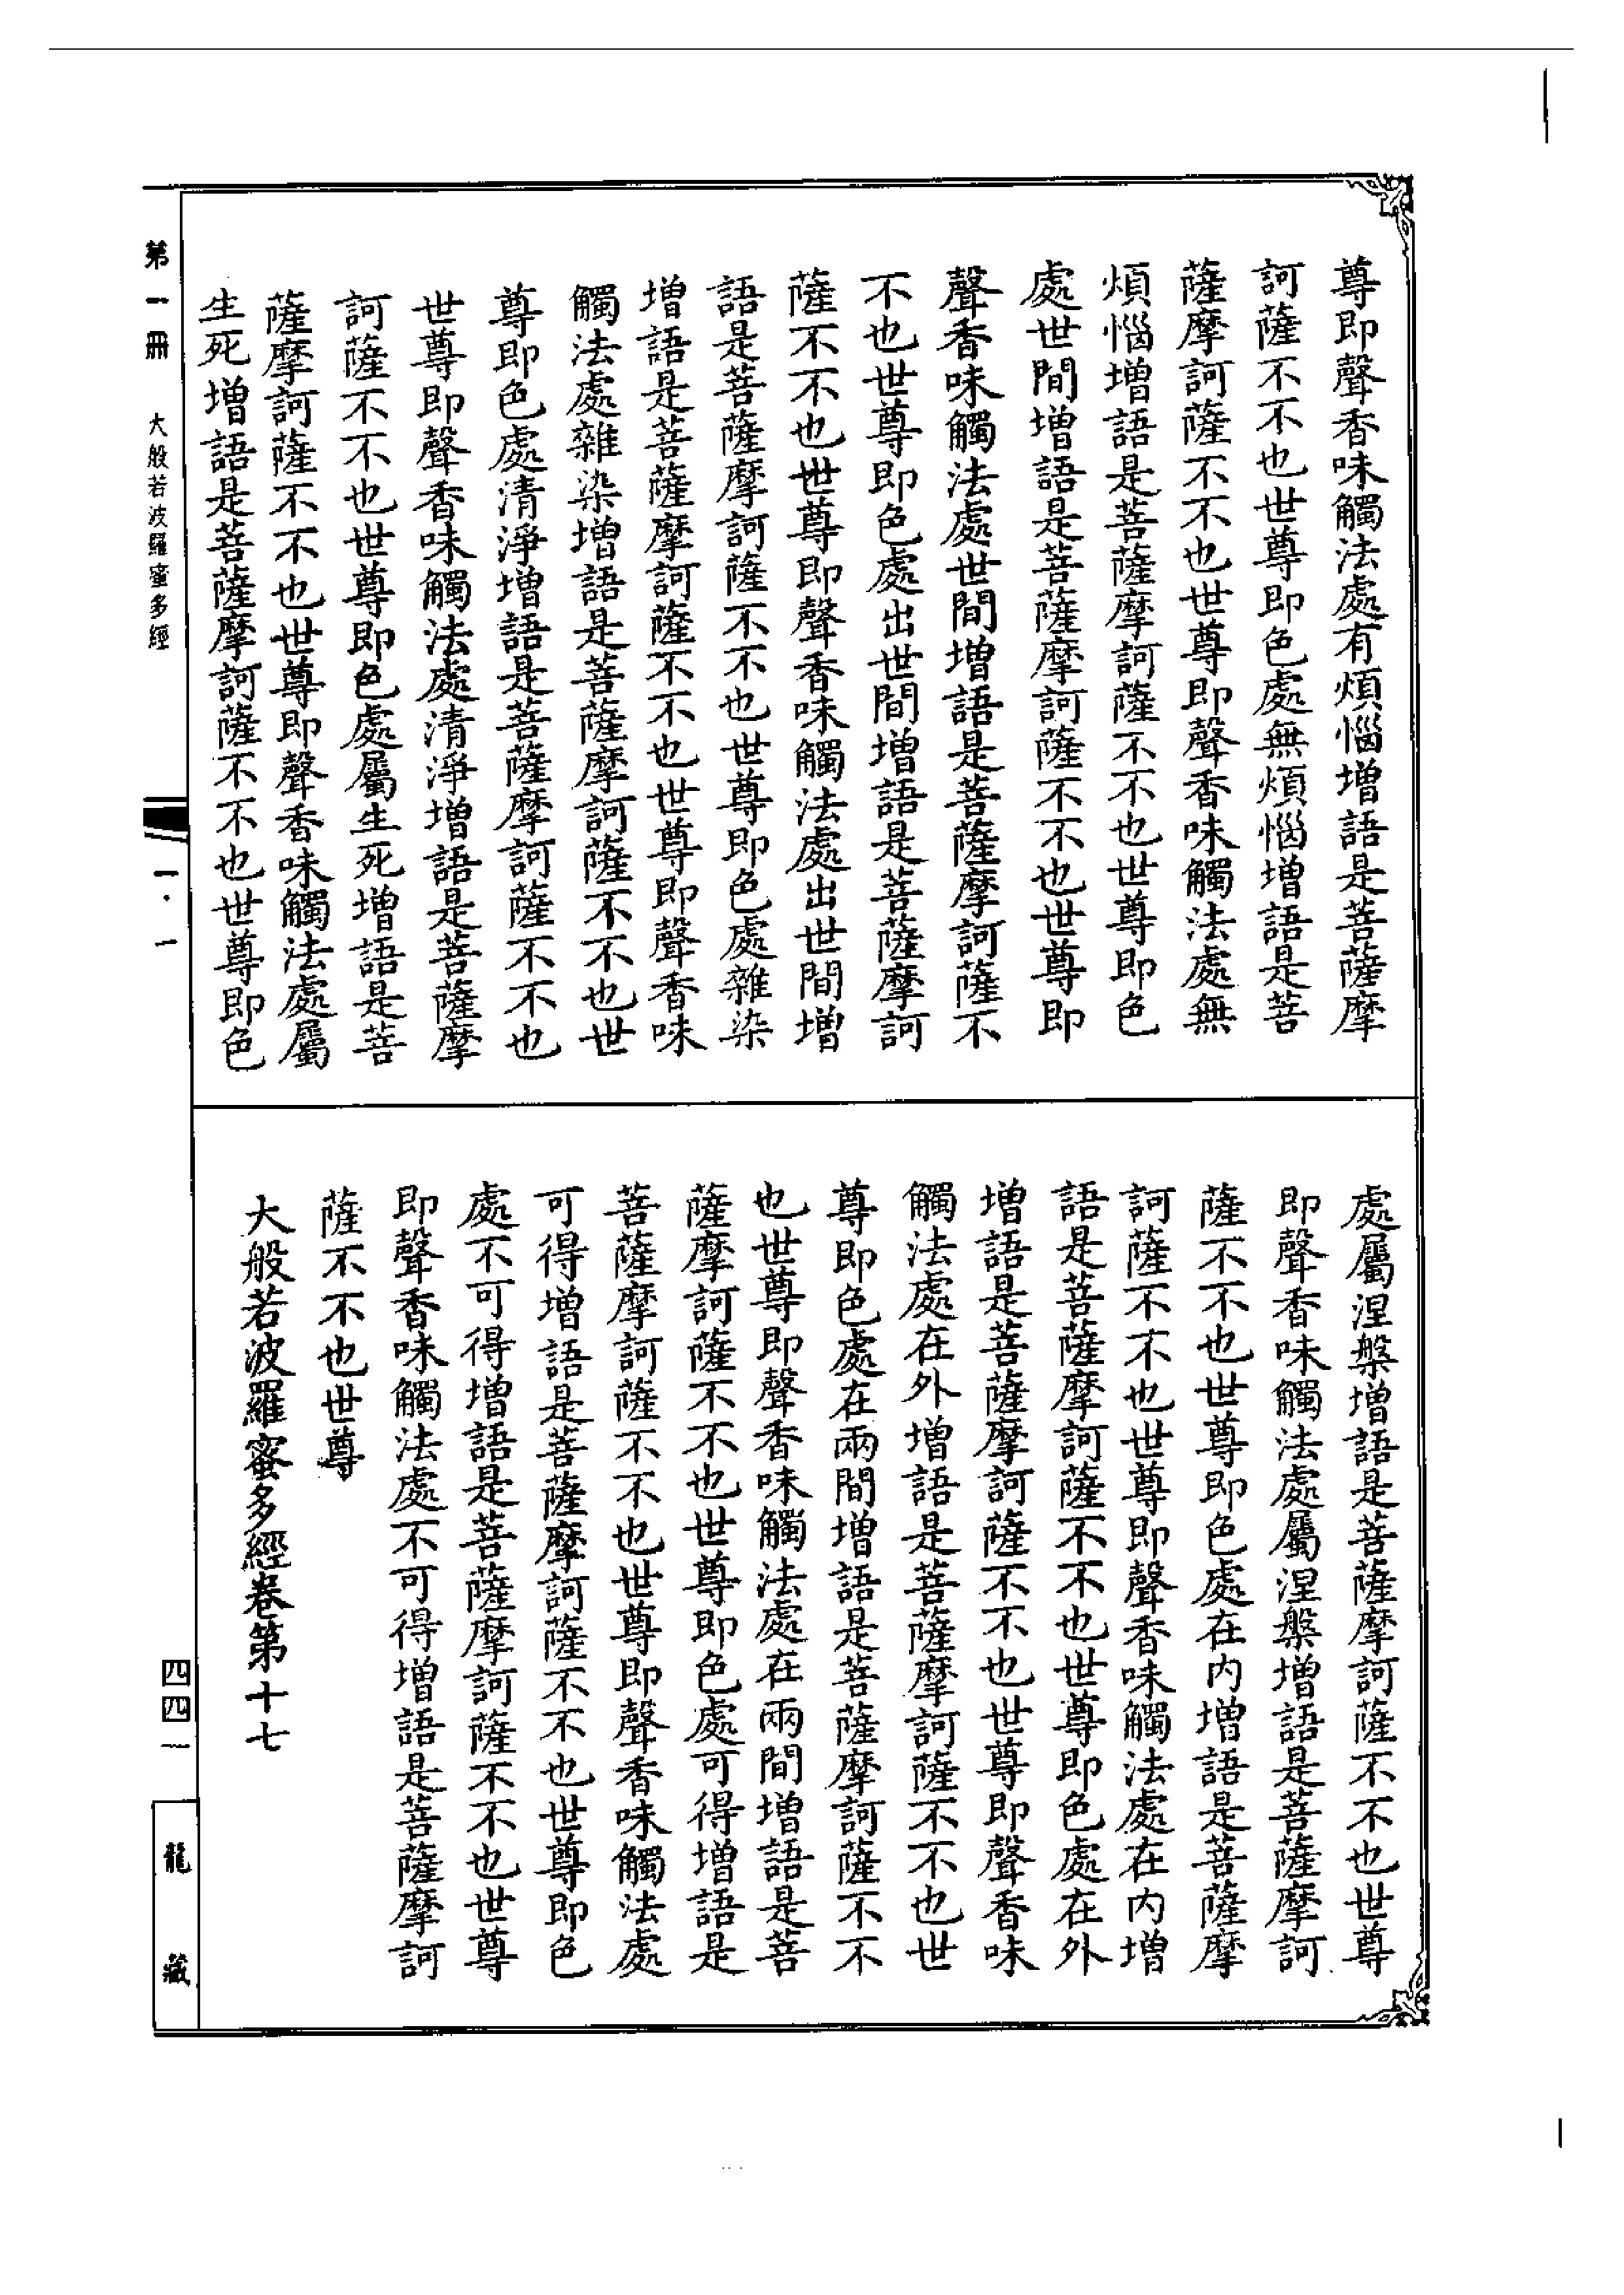 尊即聲香味觸法處有煩惱增語是菩薩摩
訶薩不不也世尊即色處無煩惱增語是菩
薩摩訶薩不不也世尊即聲香味觸法處無
煩惱增語是菩薩摩訶薩不不也世尊即色
處世間增語是菩薩摩訶薩不不也世尊即
聲香味觸法處世間增語是菩薩摩訶薩不
不也世尊即色處出世間增語是菩薩摩訶
薩不不也世尊即聲香味觸法處出世間增
語是菩薩摩訶薩不不也世尊即色處雜染
增語是菩薩摩訶薩不不也世尊即聲香味
觸法處雜染增語是菩薩摩訶薩不不也世
尊即色處清淨增語是菩薩摩訶薩不不也
世尊即聲香味觸法處清淨增語是菩薩摩
訶薩不不也世尊即色處屬生死增語是菩
薩摩訶薩不不也世尊即聲香味觸法處屬
生死增語是菩薩摩訶薩不不也世尊即色
處屬涅槃增語是菩薩摩訶薩不不也世尊
即聲香味觸法處屬涅槃增語是菩薩摩訶
薩不不也世尊即色處在內增語是菩薩摩
訶薩不不也世尊即聲香味觸法處在內增
語是菩薩摩訶薩不不也世尊即色處在外
增語是菩薩摩訶薩不不也世尊即聲香味
觸法處在外增語是菩薩摩訶薩不不也世
尊即色處在兩間增語是菩薩摩訶薩不不
也世尊即聲香味觸法處在兩間增語是菩
薩摩訶薩不不也世尊即色處可得增語是
菩薩摩訶薩不不也世尊即聲香味觸法處
可得增語是菩薩摩訶薩不不也世尊即色
處不可得增語是菩薩摩訶薩不不也世尊
即聲香味觸法處不可得增語是菩薩摩訶
薩不不也世尊
大般若波羅蜜多經卷第十七
第一冊 大般若波羅蜜多經 一·一
四四一
龍藏